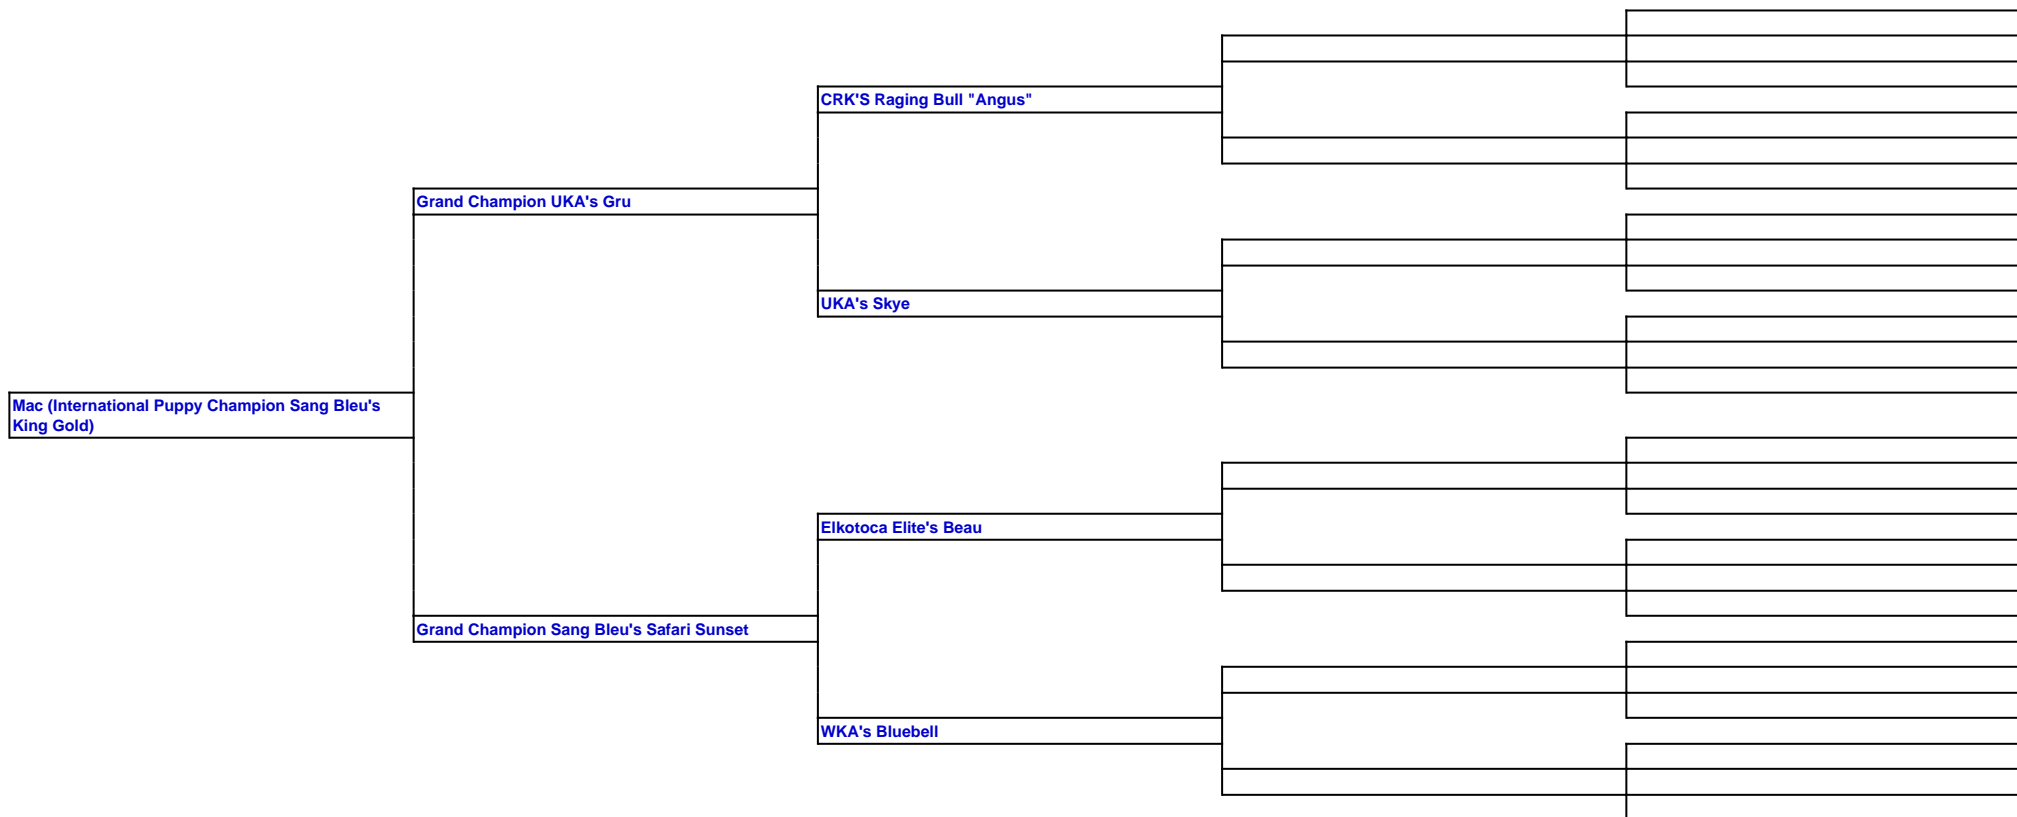 CRK'S Raging Bull "Angus"
Grand Champion UKA's Gru
UKA's Skye
Mac (International Puppy Champion Sang Bleu's
King Gold)
Elkotoca Elite's Beau
Grand Champion Sang Bleu's Safari Sunset
WKA's Bluebell